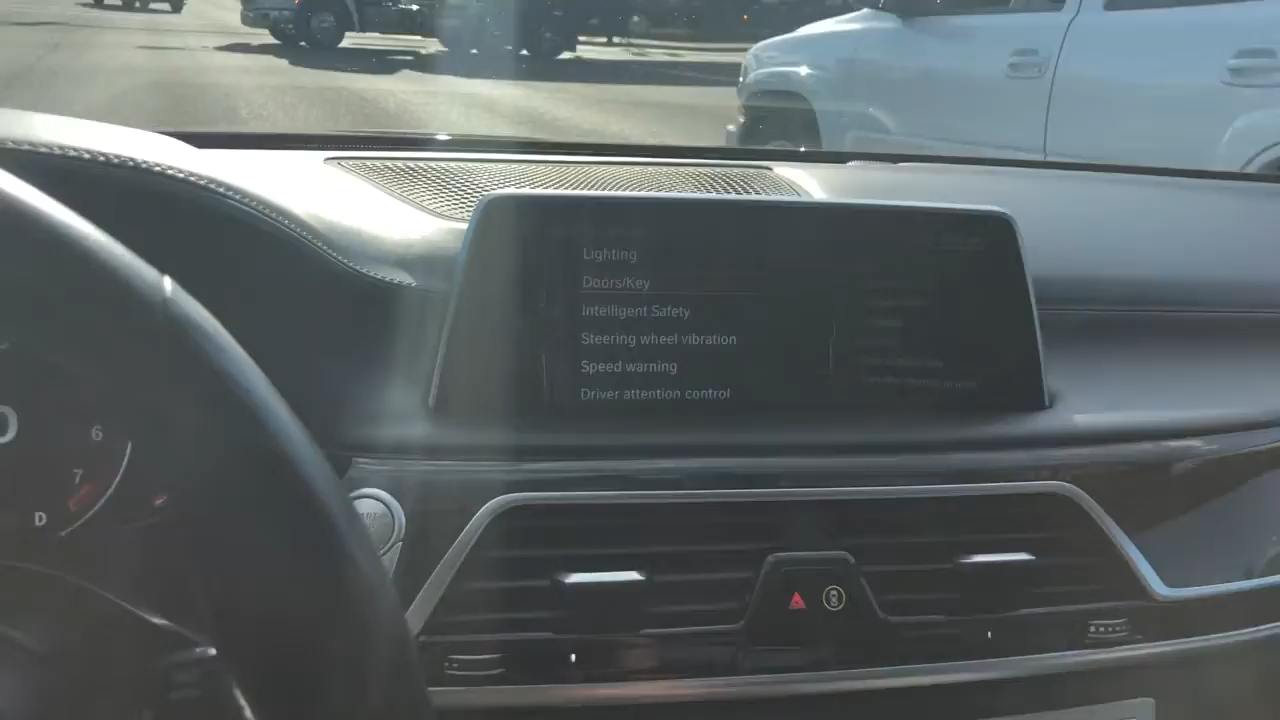 Lighting
Doors/Key
Intelligent Safety
Steering wheel vibration
Speed warning
Driver attention control
6
7
D